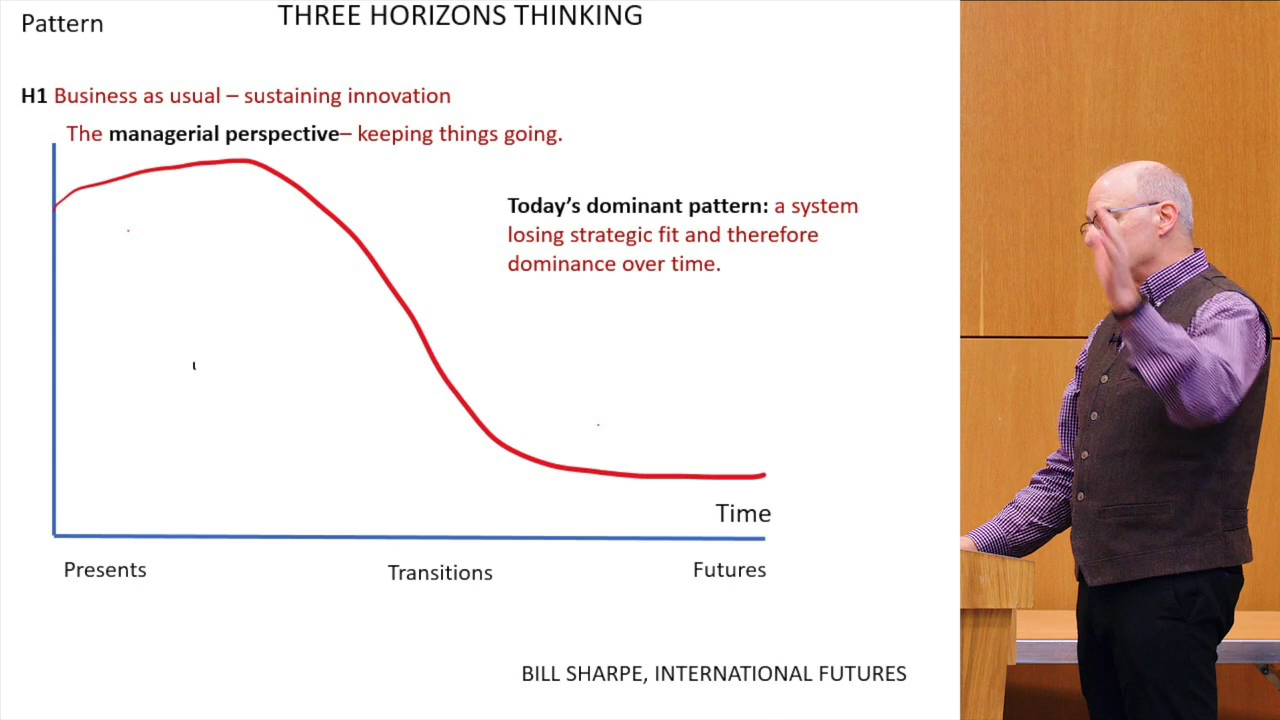 THREE HORIZONS THINKING
Pattern
H1 Business as usual – sustaining innovation
The managerial perspective– keeping things going.
Today’s dominant pattern: a system
losing strategic fit and therefore
dominance over time.
Time
Presents
Transitions
Futures
BILL SHARPE, INTERNATIONAL FUTURES